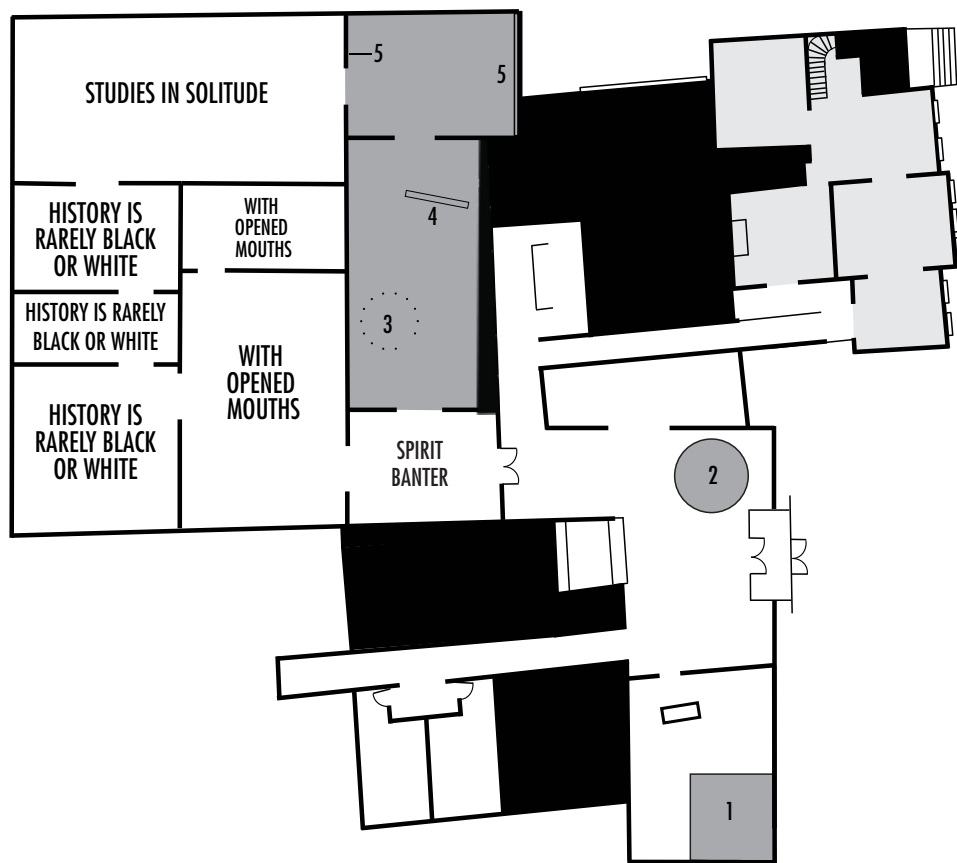 5
STUDIES IN SOLITUDE
5
HISTORY IS
RARELY BLACK
OR WHITE
WITH
OPENED
MOUTHS
4
HISTORY IS RARELY
BLACK OR WHITE
3
WITH
OPENED
MOUTHS
HISTORY IS
RARELY BLACK
OR WHITE
SPIRIT
BANTER
2
1